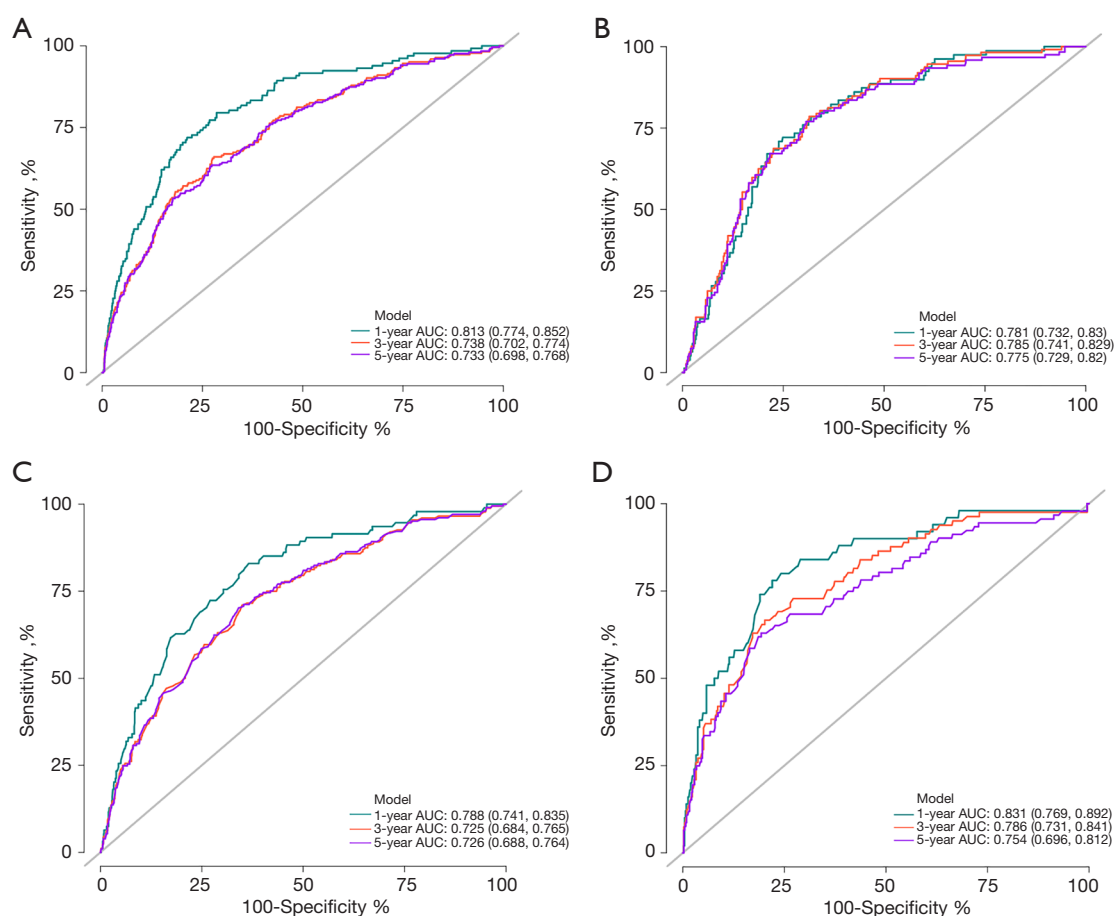 A
100
75
50
25
0
Sensitivity ,%
Model
1-year AUC: 0.813 (0.774, 0.852)
3-year AUC: 0.738 (0.702, 0.774)
5-year AUC: 0.733 (0.698, 0.768)
0 25 50 75 100
100-Specificity %
B
100
75
50
25
0
Sensitivity ,%
Model
1-year AUC: 0.781 (0.732, 0.83)
3-year AUC: 0.785 (0.741, 0.829)
5-year AUC: 0.775 (0.729, 0.82)
0 25 50 75 100
100-Specificity %
C
100
75
50
25
0
Sensitivity ,%
Model
1-year AUC: 0.788 (0.741, 0.835)
3-year AUC: 0.725 (0.684, 0.765)
5-year AUC: 0.726 (0.688, 0.764)
0 25 50 75 100
100-Specificity %
D
100
75
50
25
0
Sensitivity ,%
Model
1-year AUC: 0.831 (0.769, 0.892)
3-year AUC: 0.786 (0.731, 0.841)
5-year AUC: 0.754 (0.696, 0.812)
0 25 50 75 100
100-Specificity %